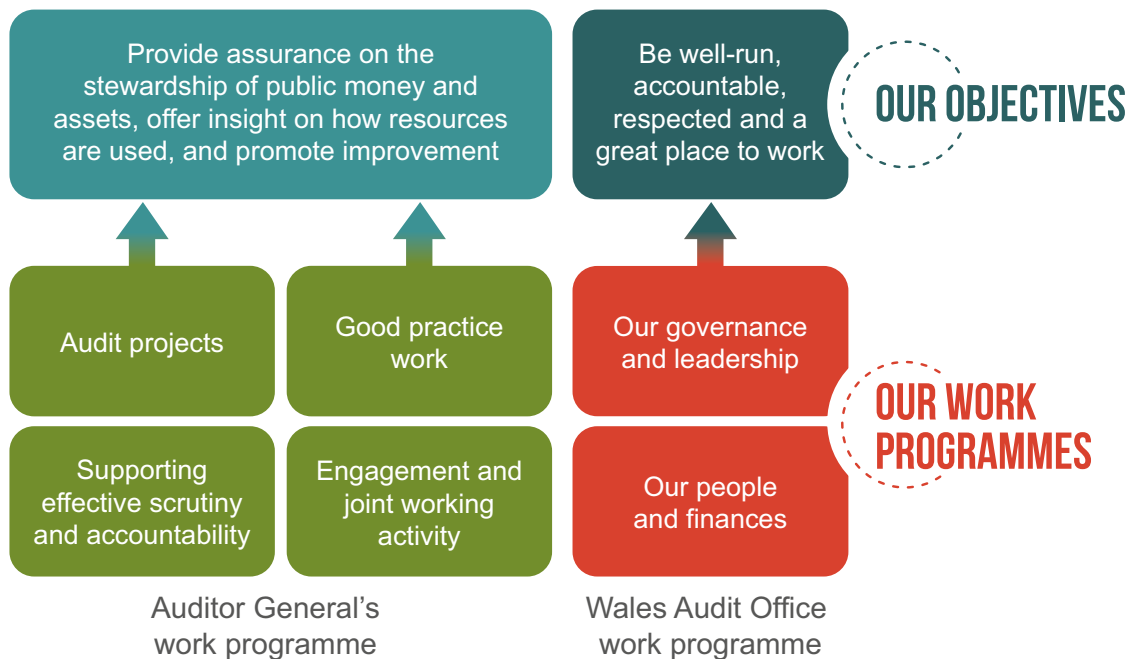 Provide assurance on the
stewardship of public money and
assets, offer insight on how resources
are used, and promote improvement
Be well-run,
accountable,
respected and a
great place to work
OUR OBJECTIVES
Audit projects
Good practice
work
Our governance
and leadership
OUR WORK
PROGRAMMES
Supporting
effective scrutiny
and accountability
Engagement and
joint working
activity
Our people
and finances
Auditor General’s
work programme
Wales Audit Office
work programme